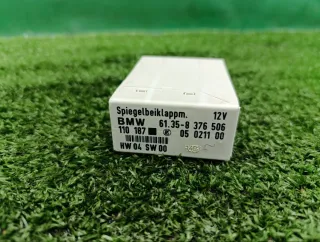 Spiegelbeiklappm. 12V
BMW 61.35-8 376 506
110 187 05 0211 00
HW 04 SW 00